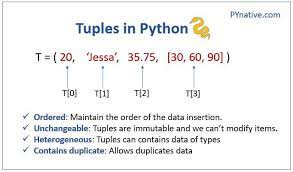 PYnative.com
Tuples in Python
T = ( 20, 'Jessa', 35.75, [30, 60, 90] )
T[0] T[1] T[2] T[3]
✓ Ordered: Maintain the order of the data insertion.
✓ Unchangeable: Tuples are immutable and we can't modify items.
✓ Heterogeneous: Tuples can contains data of types
✓ Contains duplicate: Allows duplicates data